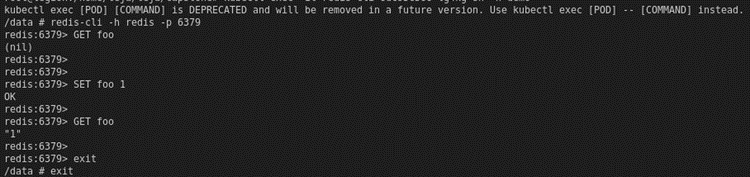 kubectl exec [POD] [COMMAND] is DEPRECATED and will be removed in a future version. Use kubectl exec [POD] -- [COMMAND] instead.
/data # redis-cli -h redis -p 6379
redis:6379> GET foo
(nil)
redis:6379>
redis:6379>
redis:6379> SET foo 1
OK
redis:6379>
redis:6379> GET foo
"1"
redis:6379>
redis:6379> exit
/data # exit